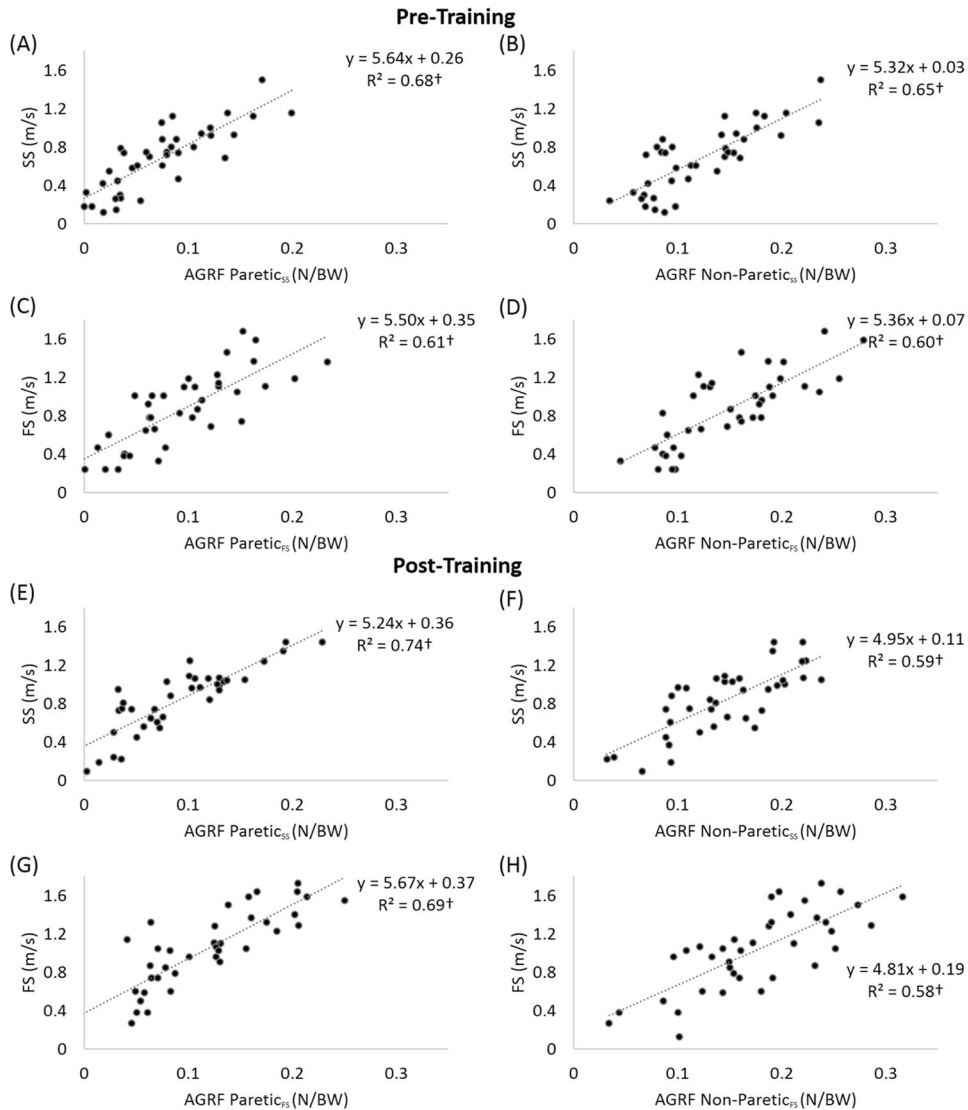 Pre-Training
(A)
y = 5.64x + 0.26
R² = 0.68†
SS (m/s)
1.6
1.2
0.8
0.4
0
0 0.1 0.2 0.3
AGRF Paretic_SS (N/BW)
(B)
y = 5.32x + 0.03
R² = 0.65†
SS (m/s)
1.6
1.2
0.8
0.4
0
0 0.1 0.2 0.3
AGRF Non-Paretic_SS (N/BW)
(C)
y = 5.50x + 0.35
R² = 0.61†
FS (m/s)
1.6
1.2
0.8
0.4
0
0 0.1 0.2 0.3
AGRF Paretic_FS (N/BW)
(D)
y = 5.36x + 0.07
R² = 0.60†
FS (m/s)
1.6
1.2
0.8
0.4
0
0 0.1 0.2 0.3
AGRF Non-Paretic_FS (N/BW)
Post-Training
(E)
y = 5.24x + 0.36
R² = 0.74†
SS (m/s)
1.6
1.2
0.8
0.4
0
0 0.1 0.2 0.3
AGRF Paretic_SS (N/BW)
(F)
y = 4.95x + 0.11
R² = 0.59†
SS (m/s)
1.6
1.2
0.8
0.4
0
0 0.1 0.2 0.3
AGRF Non-Paretic_SS (N/BW)
(G)
y = 5.67x + 0.37
R² = 0.69†
FS (m/s)
1.6
1.2
0.8
0.4
0
0 0.1 0.2 0.3
AGRF Paretic_FS (N/BW)
(H)
y = 4.81x + 0.19
R² = 0.58†
FS (m/s)
1.6
1.2
0.8
0.4
0
0 0.1 0.2 0.3
AGRF Non-Paretic_FS (N/BW)